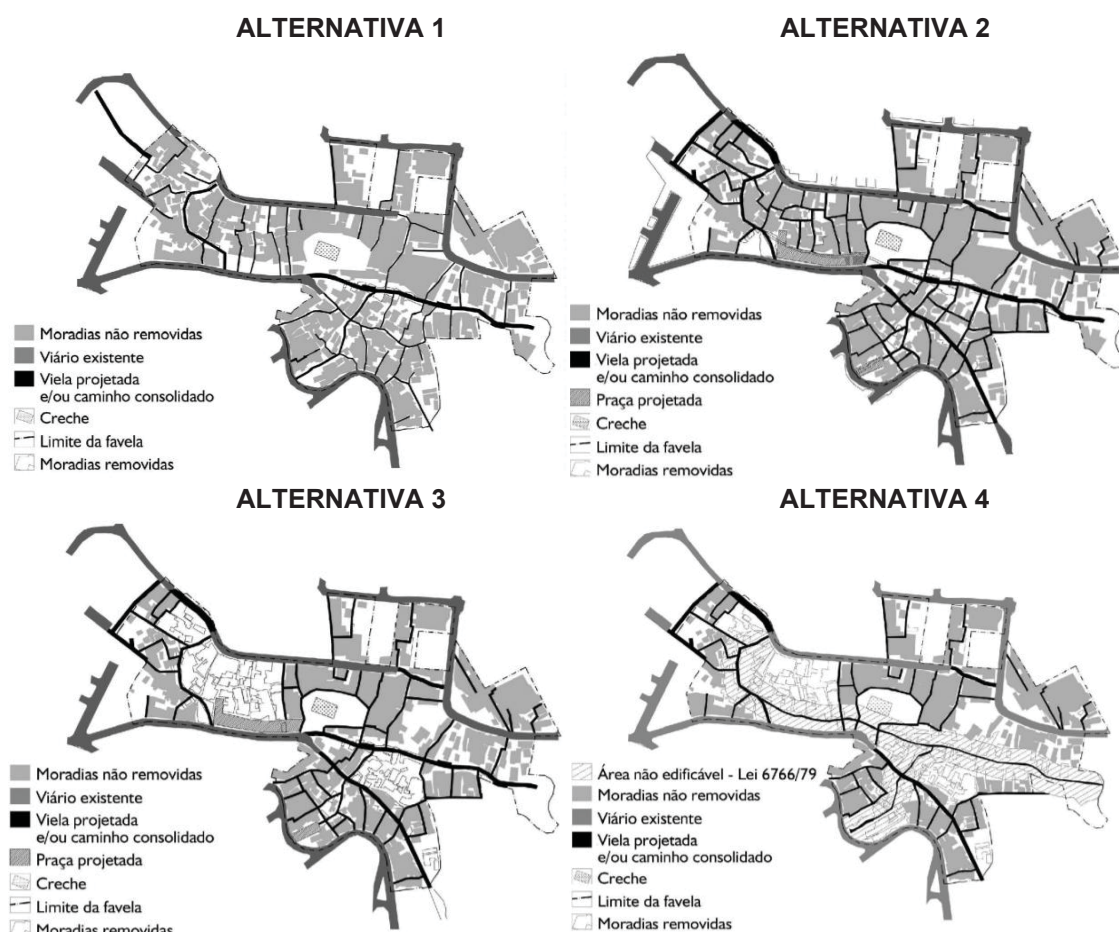 ALTERNATIVA 1
Moradias não removidas
Viário existente
Viela projetada
e/ou caminho consolidado
Creche
Limite da favela
Moradias removidas
ALTERNATIVA 2
Moradias não removidas
Viário existente
Viela projetada
e/ou caminho consolidado
Praça projetada
Creche
Limite da favela
Moradias removidas
ALTERNATIVA 3
Moradias não removidas
Viário existente
Viela projetada
e/ou caminho consolidado
Praça projetada
Creche
Limite da favela
Moradias removidas
ALTERNATIVA 4
Área não edificável - Lei 6766/79
Moradias não removidas
Viário existente
Viela projetada
e/ou caminho consolidado
Creche
Limite da favela
Moradias removidas